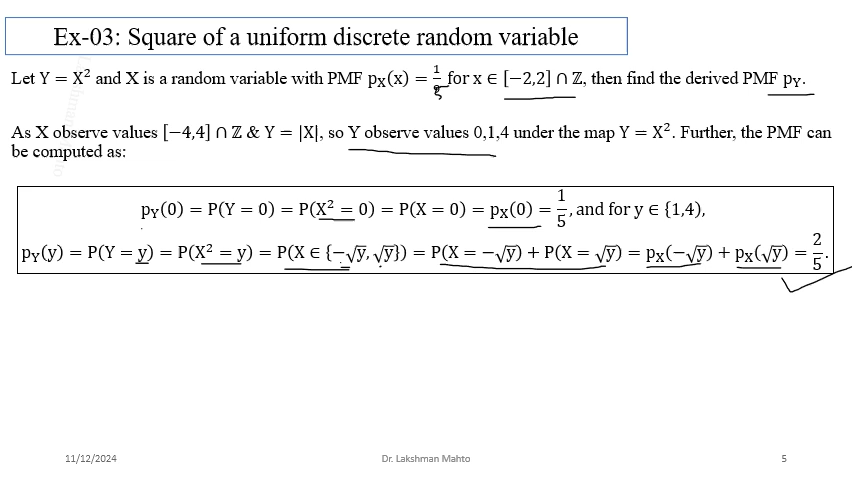 Ex-03: Square of a uniform discrete random variable
Let Y = X² and X is a random variable with PMF p_X(x) = 1/5 for x ∈ [−2,2] ∩ ℤ, then find the derived PMF p_Y.
As X observe values [−4,4] ∩ ℤ & Y = |X|, so Y observe values 0,1,4 under the map Y = X². Further, the PMF can
be computed as:
p_Y(0) = P(Y = 0) = P(X² = 0) = P(X = 0) = p_X(0) = 1/5, and for y ∈ {1,4),
p_Y(y) = P(Y = y) = P(X² = y) = P(X ∈ {−√y, √y}) = P(X = −√y) + P(X = √y) = p_X(−√y) + p_X(√y) = 2/5.
11/12/2024
Dr. Lakshman Mahto
5